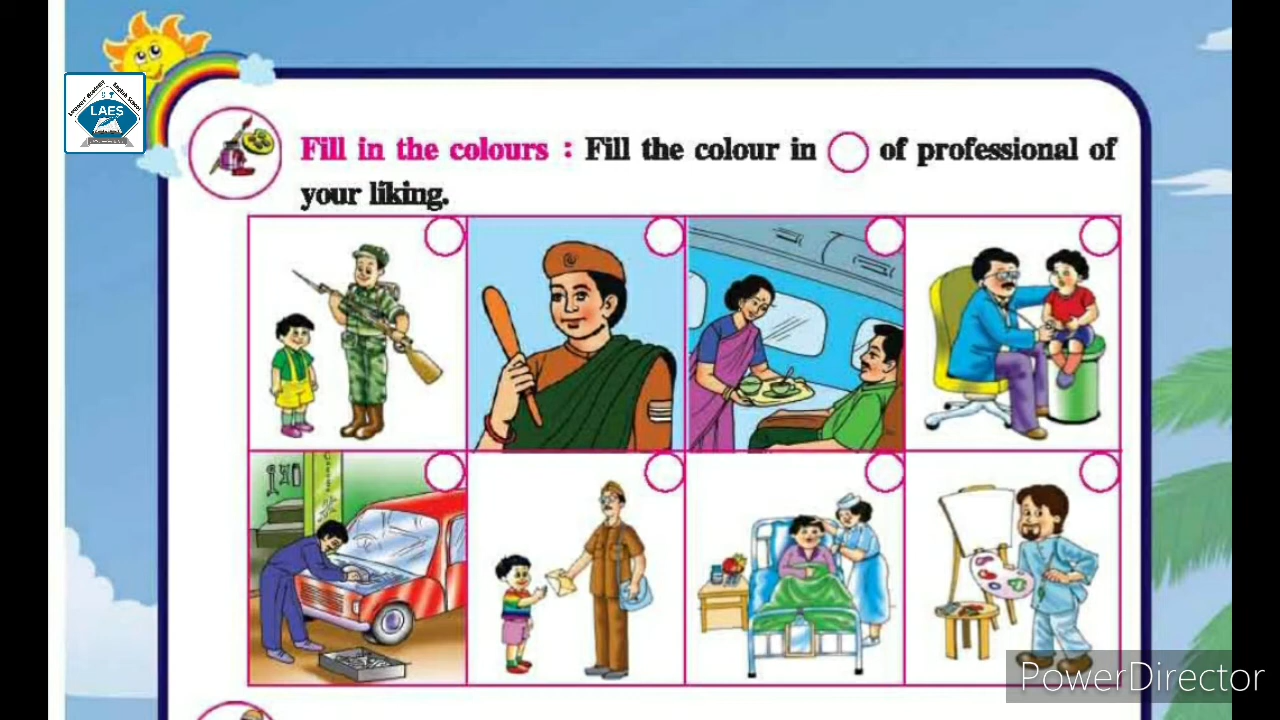 LAES
Fill in the colours : Fill the colour in of professional of
your liking.
PowerDirector